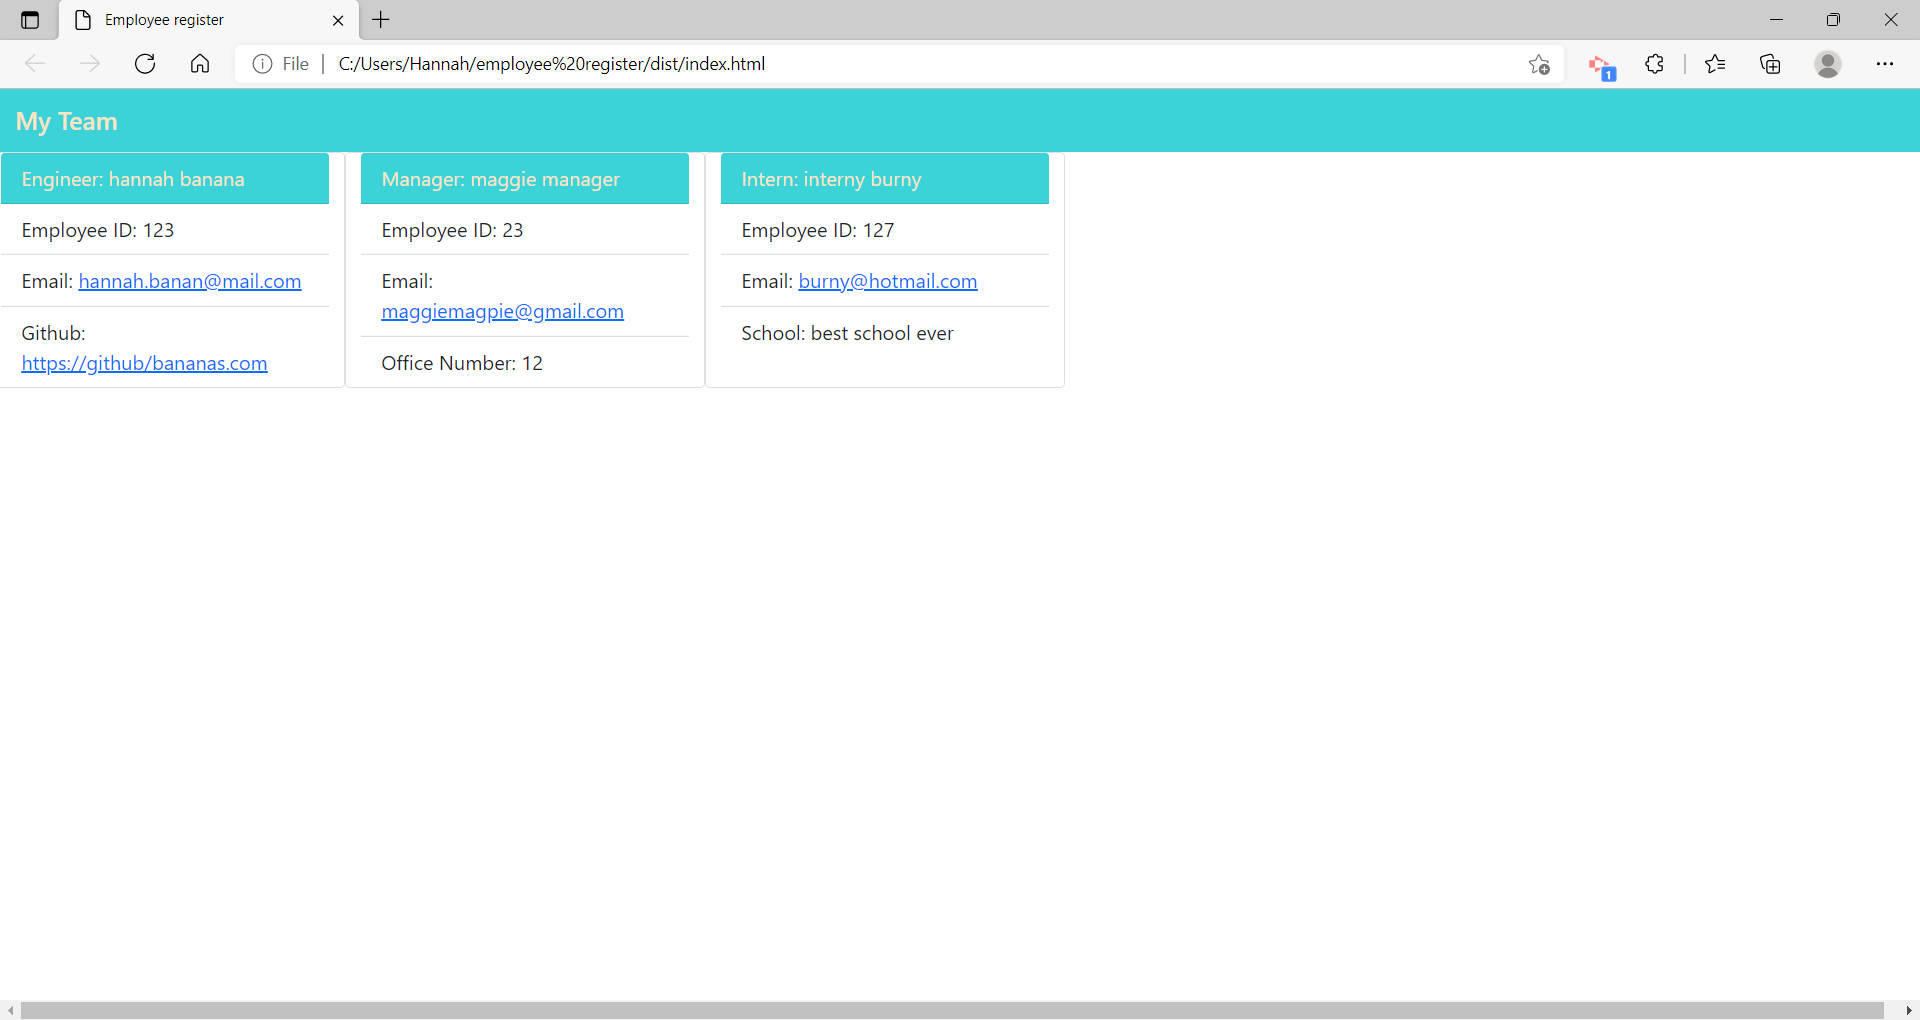 Employee register
File
C:/Users/Hannah/employee%20register/dist/index.html
1
My Team
Engineer: hannah banana
Employee ID: 123
Email: hannah.banan@mail.com
Github:
https://github/bananas.com
Manager: maggie manager
Employee ID: 23
Email:
maggiemagpie@gmail.com
Office Number: 12
Intern: interny burny
Employee ID: 127
Email: burny@hotmail.com
School: best school ever